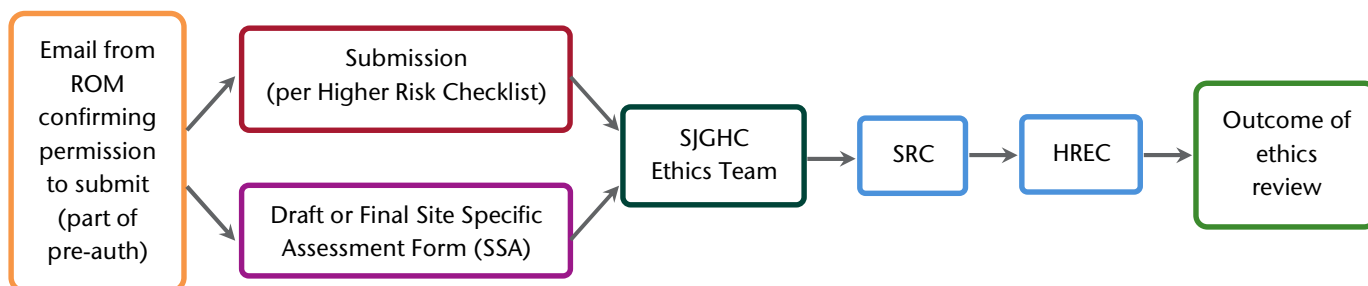 Email from
ROM
confirming
permission
to submit
(part of
pre-auth)
Submission
(per Higher Risk Checklist)
Draft or Final Site Specific
Assessment Form (SSA)
SJGHC
Ethics Team
SRC
HREC
Outcome of
ethics
review